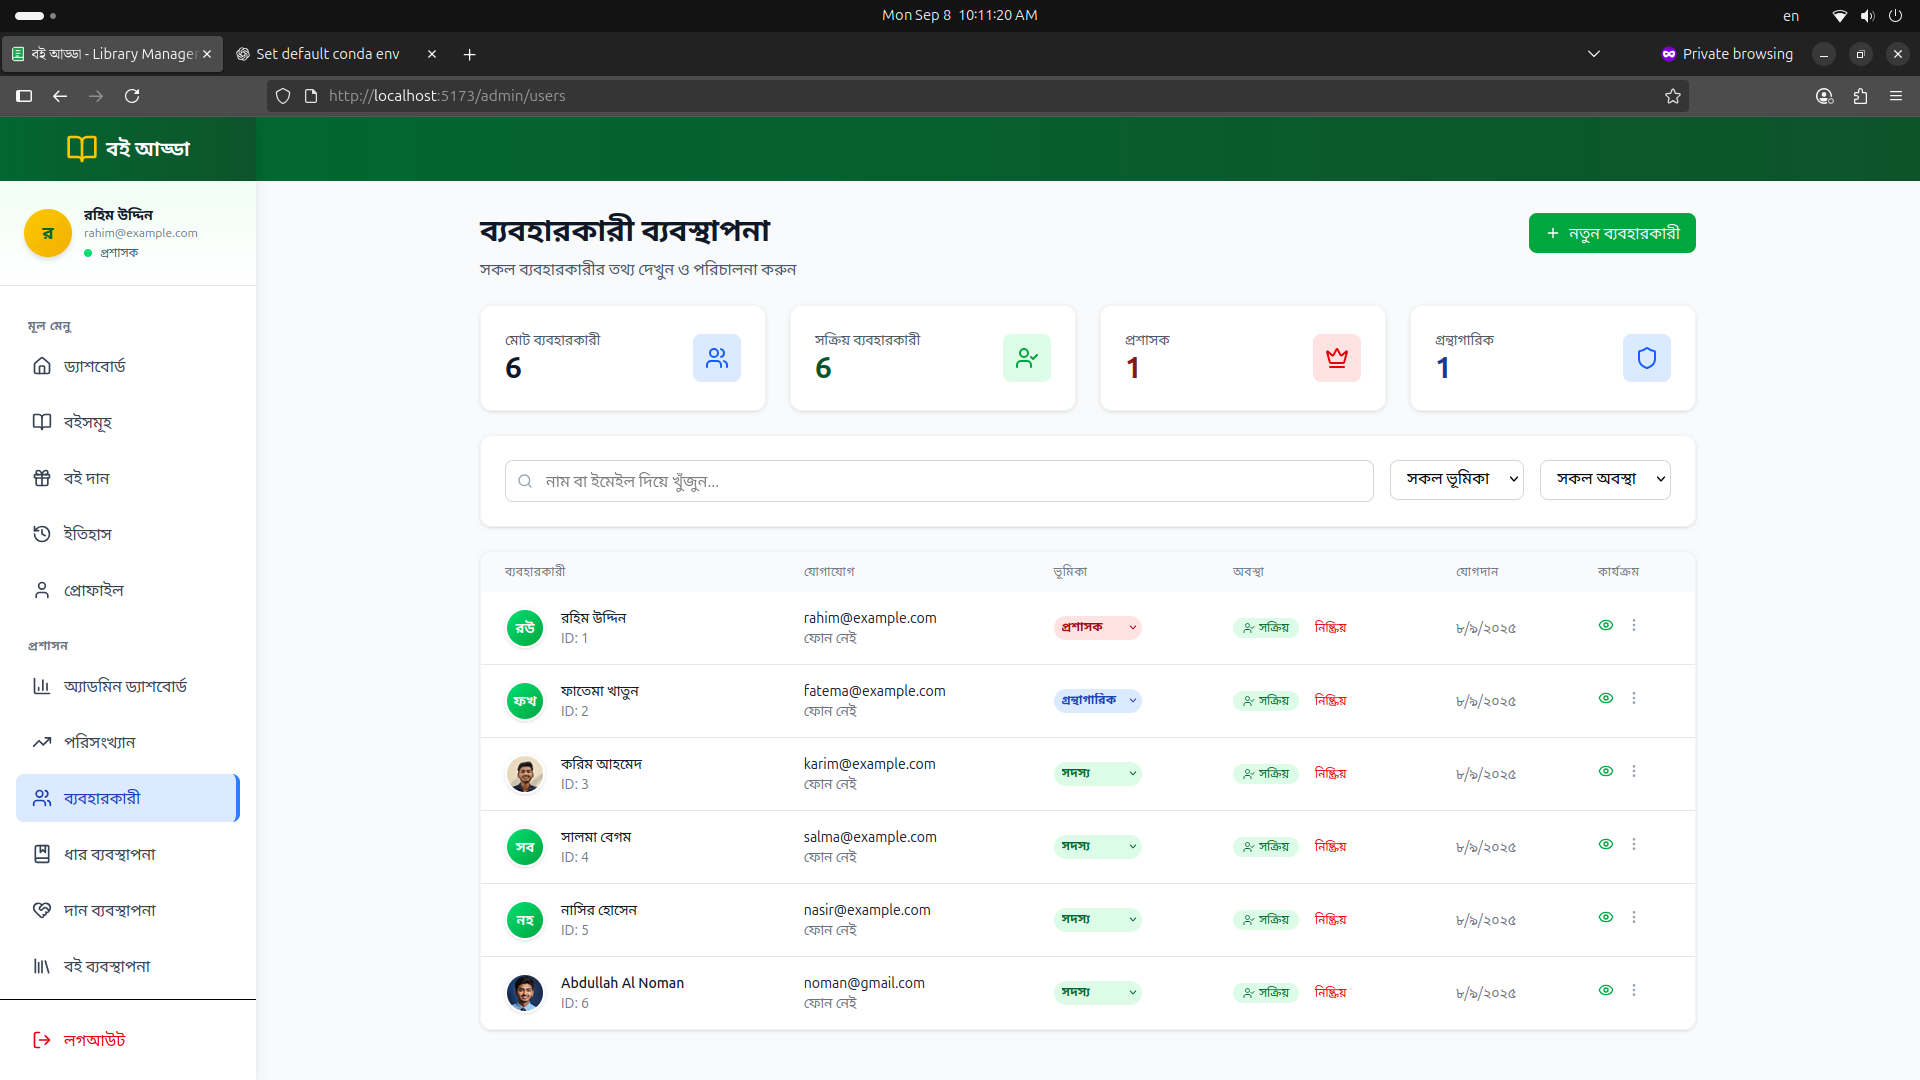 Mon Sep 8 10:11:20 AM
en
বই আড্ডা - Library Manager
Set default conda env
Private browsing
http://localhost:5173/admin/users
বই আড্ডা
র
রহিম উদ্দিন
rahim@example.com
প্রশাসক
মূল মেনু
ড্যাশবোর্ড
বইসমূহ
বই দান
ইতিহাস
প্রোফাইল
প্রশাসন
অ্যাডমিন ড্যাশবোর্ড
পরিসংখ্যান
ব্যবহারকারী
ধার ব্যবস্থাপনা
দান ব্যবস্থাপনা
বই ব্যবস্থাপনা
লগআউট
ব্যবহারকারী ব্যবস্থাপনা
সকল ব্যবহারকারীর তথ্য দেখুন ও পরিচালনা করুন
+ নতুন ব্যবহারকারী
মোট ব্যবহারকারী
6
সক্রিয় ব্যবহারকারী
6
প্রশাসক
1
গ্রন্থাগারিক
1
নাম বা ইমেইল দিয়ে খুঁজুন...
সকল ভূমিকা
সকল অবস্থা
ব্যবহারকারী যোগাযোগ ভূমিকা অবস্থা যোগদান কার্যক্রম
রউ রহিম উদ্দিন rahim@example.com প্রশাসক সক্রিয় নিষ্ক্রিয় ৮/৯/২০২৫
ID: 1 ফোন নেই
ফখ ফাতেমা খাতুন fatema@example.com গ্রন্থাগারিক সক্রিয় নিষ্ক্রিয় ৮/৯/২০২৫
ID: 2 ফোন নেই
করিম আহমেদ karim@example.com সদস্য সক্রিয় নিষ্ক্রিয় ৮/৯/২০২৫
ID: 3 ফোন নেই
সব সালমা বেগম salma@example.com সদস্য সক্রিয় নিষ্ক্রিয় ৮/৯/২০২৫
ID: 4 ফোন নেই
নহ নাসির হোসেন nasir@example.com সদস্য সক্রিয় নিষ্ক্রিয় ৮/৯/২০২৫
ID: 5 ফোন নেই
Abdullah Al Noman noman@gmail.com সদস্য সক্রিয় নিষ্ক্রিয় ৮/৯/২০২৫
ID: 6 ফোন নেই